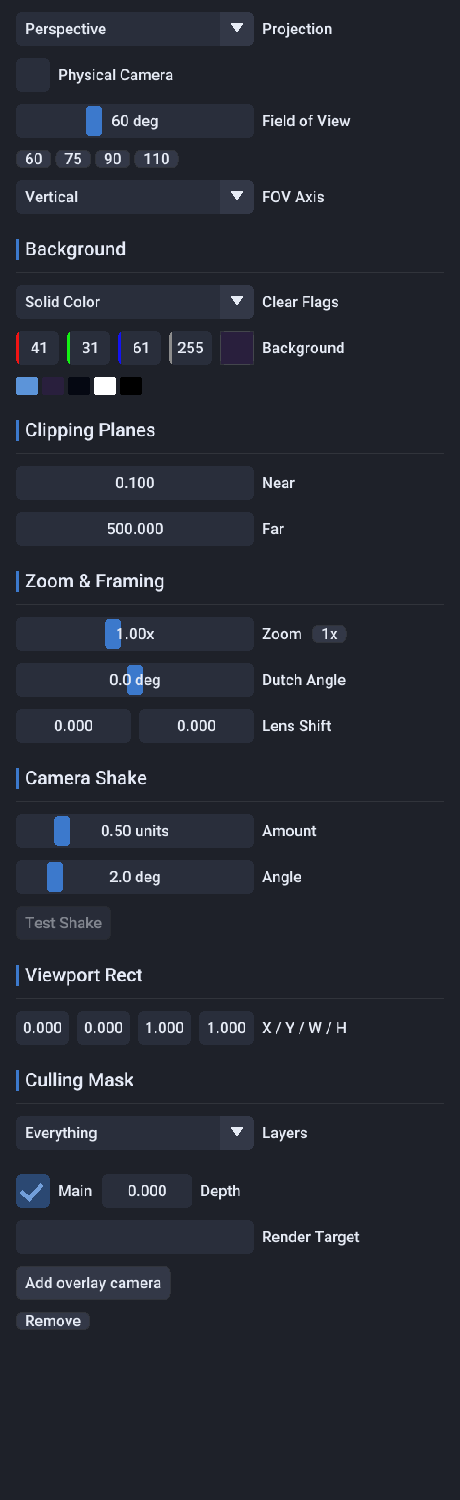 Perspective Projection
Physical Camera
60 deg Field of View
60 75 90 110
Vertical FOV Axis
Background
Solid Color Clear Flags
41 31 61 255 Background
Clipping Planes
0.100 Near
500.000 Far
Zoom & Framing
1.00x Zoom 1x
0.0 deg Dutch Angle
0.000 0.000 Lens Shift
Camera Shake
0.50 units Amount
2.0 deg Angle
Test Shake
Viewport Rect
0.000 0.000 1.000 1.000 X / Y / W / H
Culling Mask
Everything Layers
Main 0.000 Depth
Render Target
Add overlay camera
Remove